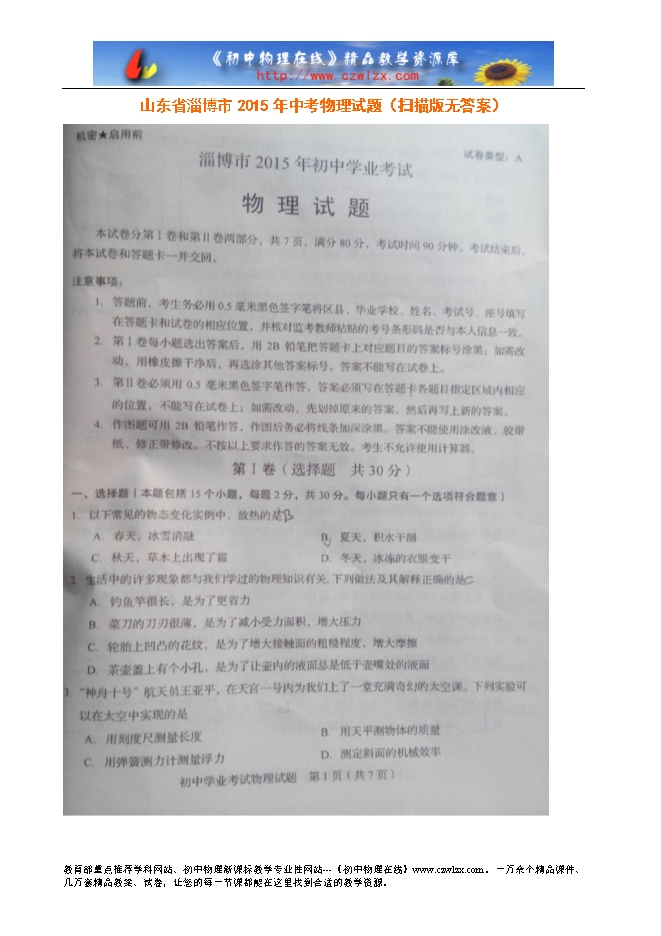 《初中物理在线》精品教学资源库
http://www.czwlzx.com
山东省淄博市 2015 年中考物理试题（扫描版无答案）
机密★启用前
试卷类型：A
淄博市 2015 年初中学业考试
物 理 试 题
本试卷分第Ⅰ卷和第Ⅱ卷两部分，共 7 页，满分 80 分，考试时间 90 分钟。考试结束后，
将本试卷和答题卡一并交回。
注意事项：
1. 答题前，考生务必用 0.5 毫米黑色签字笔将区县、毕业学校、姓名、考试号、座号填写
在答题卡和试卷的相应位置，并核对监考教师粘贴的考号条形码是否与本人信息一致。
2. 第Ⅰ卷每小题选出答案后，用 2B 铅笔把答题卡上对应题目的答案标号涂黑；如需改
动，用橡皮擦干净后，再选涂其他答案标号。答案不能写在试卷上。
3. 第Ⅱ卷必须用 0.5 毫米黑色签字笔作答，答案必须写在答题卡各题目指定区域内相应
的位置，不能写在试卷上；如需改动，先划掉原来的答案，然后再写上新的答案。
4. 作图题可用 2B 铅笔作答，作图后务必将线条加深涂黑。答案不能使用涂改液、胶带
纸、修正带修改。不按以上要求作答的答案无效。考生不允许使用计算器。
第Ⅰ卷（选择题 共 30 分）
一、选择题（本题包括 15 个小题，每题 2 分，共 30 分。每小题只有一个选项符合题意）
1. 以下常见的物态变化实例中，放热的是B
A. 春天，冰雪消融 B. 夏天，积水干涸
C. 秋天，草木上出现了霜 D. 冬天，冰冻的衣服变干
2. 生活中的许多现象都与我们学过的物理知识有关，下列做法及其解释正确的是C
A. 钓鱼竿很长，是为了更省力
B. 菜刀的刀刃很薄，是为了减小受力面积，增大压力
C. 轮胎上凹凸的花纹，是为了增大接触面的粗糙程度，增大摩擦
D. 茶壶盖上有个小孔，是为了让壶内的液面总是低于壶嘴处的液面
3. “神舟十号”航天员王亚平，在天宫一号内为我们上了一堂充满奇幻的太空课。下列实验可
以在太空中实现的是
A. 用刻度尺测量长度 B. 用天平测物体的质量
C. 用弹簧测力计测量浮力 D. 测定斜面的机械效率
初中学业考试物理试题 第 1 页（共 7 页）
教育部重点推荐学科网站、初中物理新课标教学专业性网站---《初中物理在线》www.czwlzx.com。一万余个精品课件、
几万套精品教案、试卷，让您的每一节课都能在这里找到合适的教学资源。